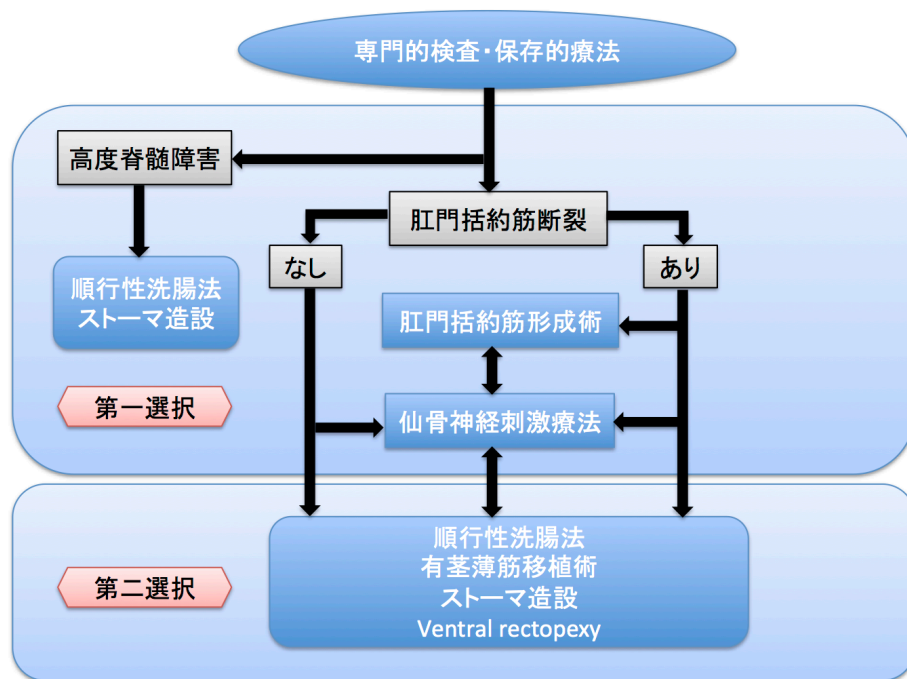 専門的検査・保存的療法
高度脊髄障害
肛門括約筋断裂
なし
あり
順行性洗腸法
ストーマ造設
肛門括約筋形成術
第一選択
仙骨神経刺激療法
順行性洗腸法
有茎薄筋移植術
第二選択
ストーマ造設
Ventral rectopexy